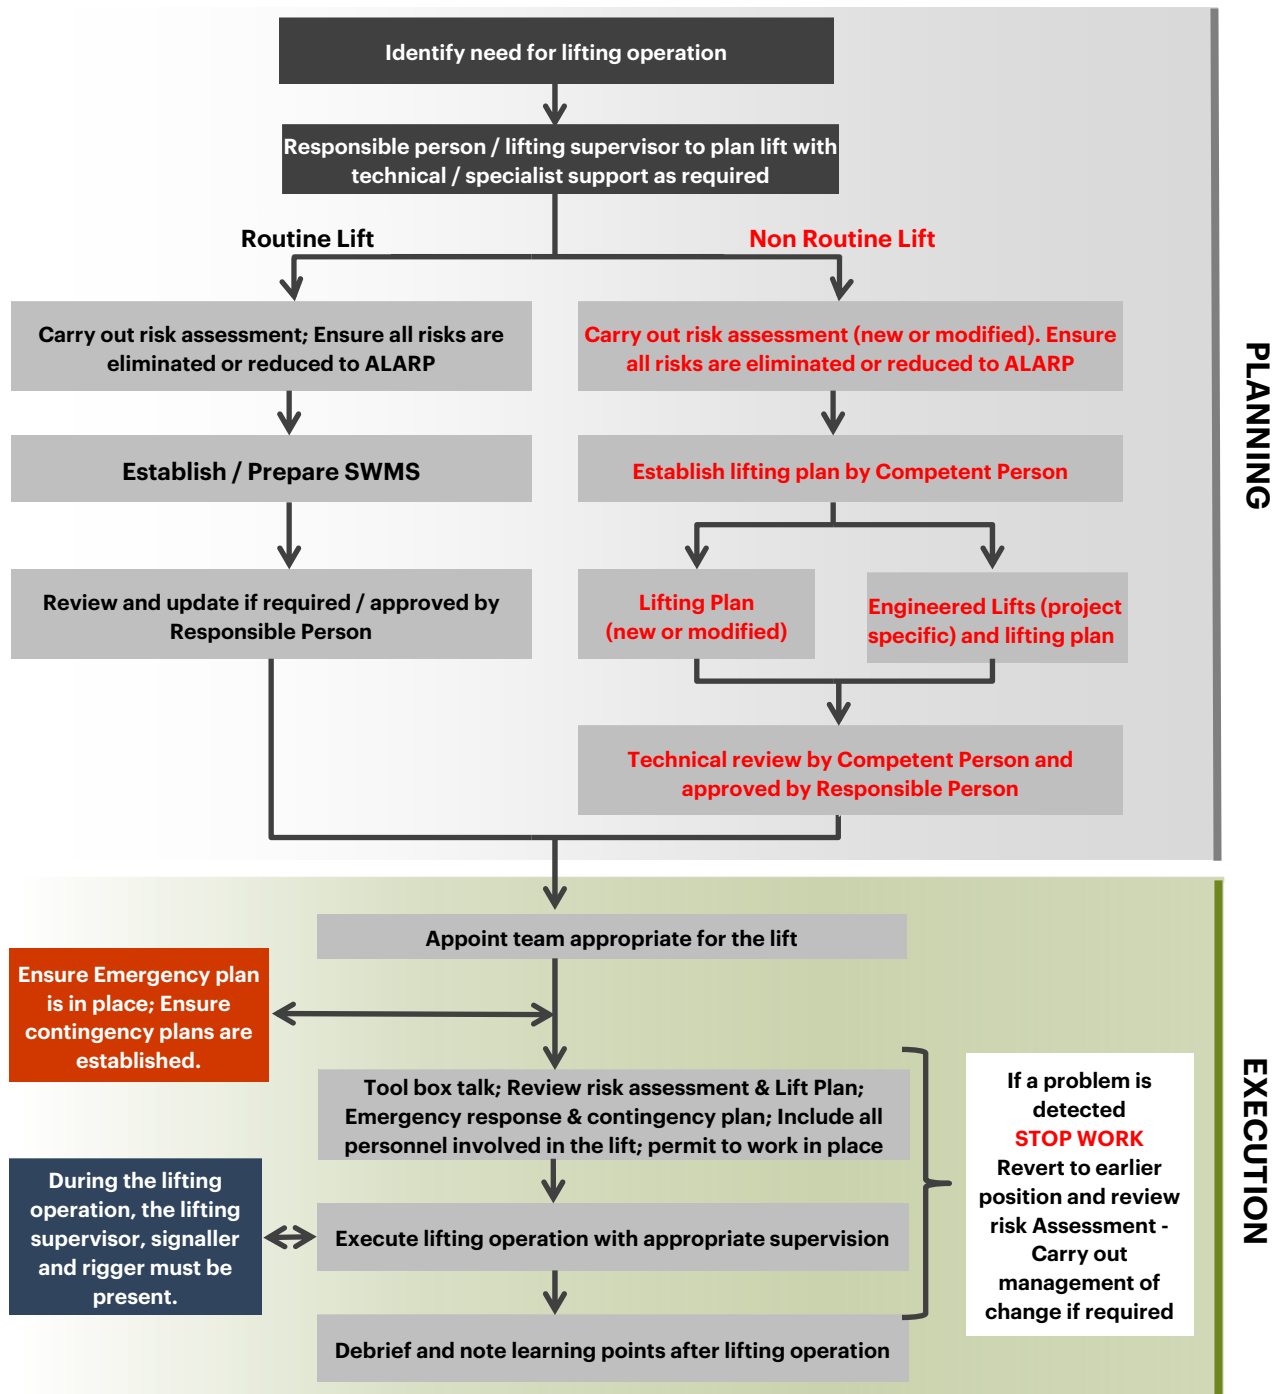 Identify need for lifting operation
Responsible person / lifting supervisor to plan lift with
technical / specialist support as required
Routine Lift
Non Routine Lift
Carry out risk assessment; Ensure all risks are
eliminated or reduced to ALARP
Carry out risk assessment (new or modified). Ensure
all risks are eliminated or reduced to ALARP
Establish / Prepare SWMS
Establish lifting plan by Competent Person
Review and update if required / approved by
Responsible Person
Lifting Plan
(new or modified)
Engineered Lifts (project
specific) and lifting plan
Technical review by Competent Person and
approved by Responsible Person
PLANNING
Appoint team appropriate for the lift
Ensure Emergency plan
is in place; Ensure
contingency plans are
established.
Tool box talk; Review risk assessment & Lift Plan;
Emergency response & contingency plan; Include all
personnel involved in the lift; permit to work in place
During the lifting
operation, the lifting
supervisor, signaller
and rigger must be
present.
Execute lifting operation with appropriate supervision
Debrief and note learning points after lifting operation
If a problem is
detected
STOP WORK
Revert to earlier
position and review
risk Assessment -
Carry out
management of
change if required
EXECUTION